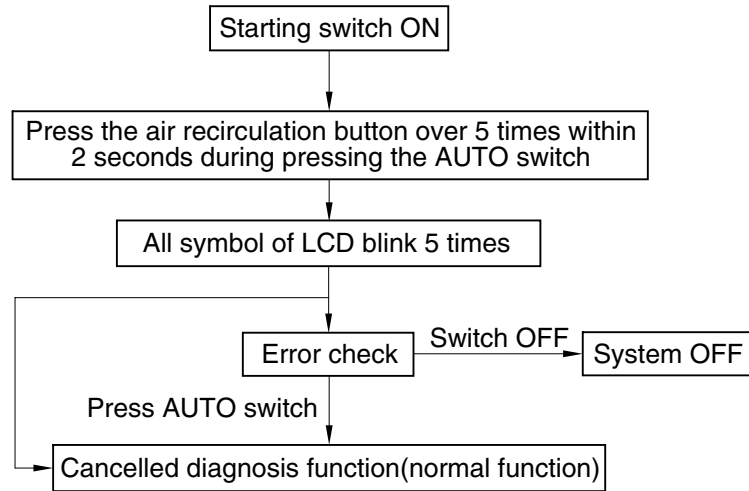 Starting switch ON
Press the air recirculation button over 5 times within
2 seconds during pressing the AUTO switch
All symbol of LCD blink 5 times
Error check
Switch OFF
System OFF
Press AUTO switch
Cancelled diagnosis function(normal function)